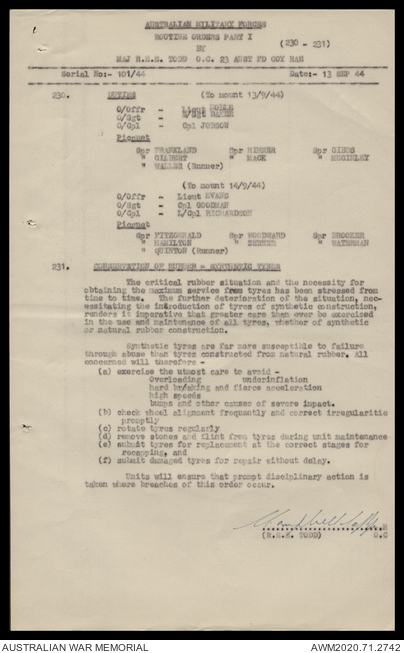 AUSTRALIAN MILITARY FORCES
ROUTINE ORDERS PART I (230 - 231)
BY
MAJ R.E.K. TODD O.C. 23 AUST FD COY RAE
Serial No:- 101/44 Date:- 13 SEP 44
230. DUTIES (To mount 13/9/44)
O/Offr - Lieut
O/Sgt - BAKER
O/Cpl - Cpl JOBSON
Picquet
Spr FRANKLAND Spr Spr GIBBS
" GILBERT " MACK " MCGINLEY
" WALLER (Runner)
(To mount 14/9/44)
O/Offr - Lieut EVANS
O/Sgt - Cpl GOODMAN
O/Cpl - L/Cpl RICHARDSON
Picquet
Spr FITZGERALD Spr WOODWARD Spr BROOKER
" HAMILTON " " WATERMAN
" QUINTON (Runner)
231. CONSERVATION OF RUBBER - SYNTHETIC TYRES
The critical rubber situation and the necessity for
obtaining the maximum service from tyres has been stressed from
time to time. The further deterioration of the situation, nec-
essitating the introduction of tyres of synthetic construction,
renders it imperative that greater care than ever be exercised
in the use and maintenance of all tyres, whether of synthetic
or natural rubber construction.
Synthetic tyres are far more susceptible to failure
through abuse than tyres constructed from natural rubber. All
concerned will therefore -
(a) exercise the utmost care to avoid -
Overloading underinflation
hard braking and fierce acceleration
high speeds
bumps and other causes of severe impact.
(b) check wheel alignment frequently and correct irregularitis
promptly
(c) rotate tyres regularly
(d) remove stones and flint from tyres during unit maintenance
(e) submit tyres for replacement at the correct stages for
recapping, and
(f) submit damaged tyres for repair without delay.
Units will ensure that prompt disciplinary action is
taken where breaches of this order occur.
(R.E.K. TODD) O.C
AUSTRALIAN WAR MEMORIAL AWM2020.71.2742